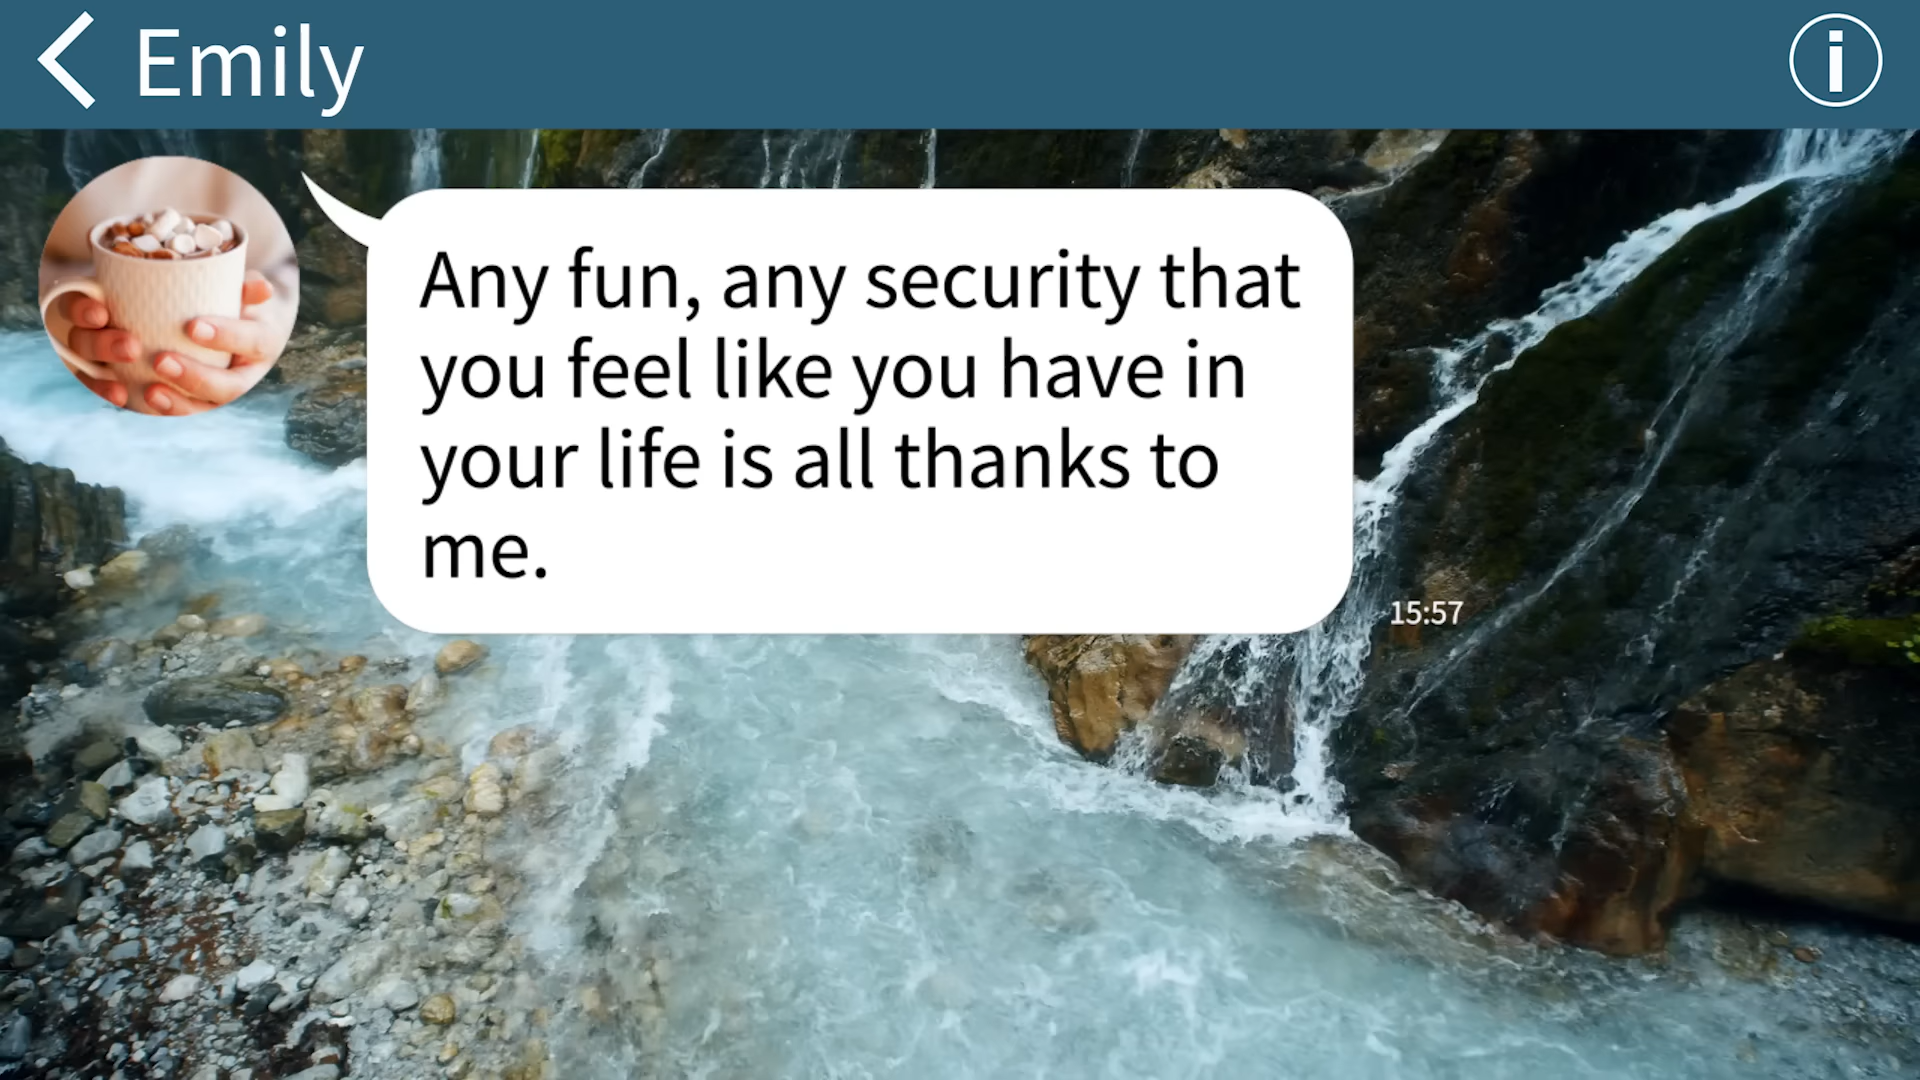 Emily
Any fun, any security that
you feel like you have in
your life is all thanks to
me.
15:57